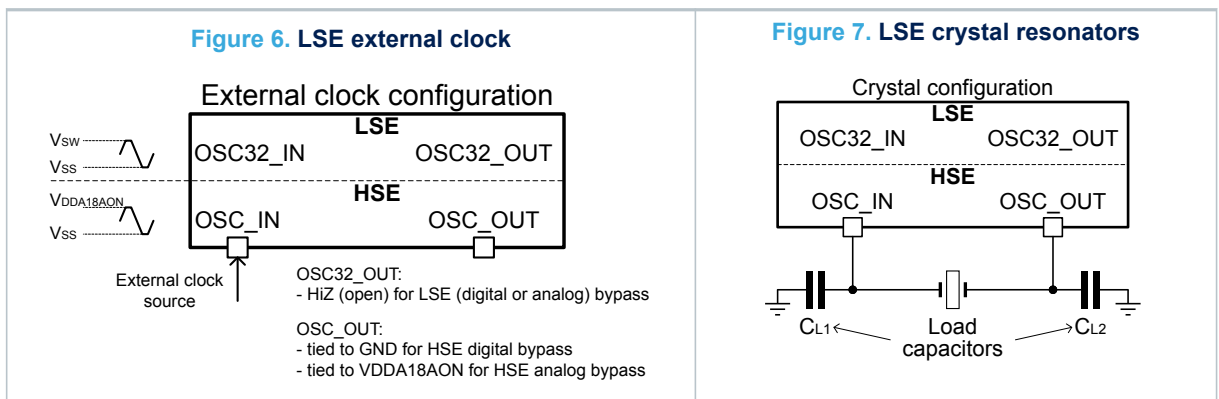 Figure 6. LSE external clock
External clock configuration
LSE
VSW
VSS
OSC32_IN
OSC32_OUT
HSE
VDDA18AON
VSS
OSC_IN
OSC_OUT
External clock
source
OSC32_OUT:
- HiZ (open) for LSE (digital or analog) bypass
OSC_OUT:
- tied to GND for HSE digital bypass
- tied to VDDA18AON for HSE analog bypass
Figure 7. LSE crystal resonators
Crystal configuration
LSE
OSC32_IN
OSC32_OUT
HSE
OSC_IN
OSC_OUT
CL1
Load
capacitors
CL2